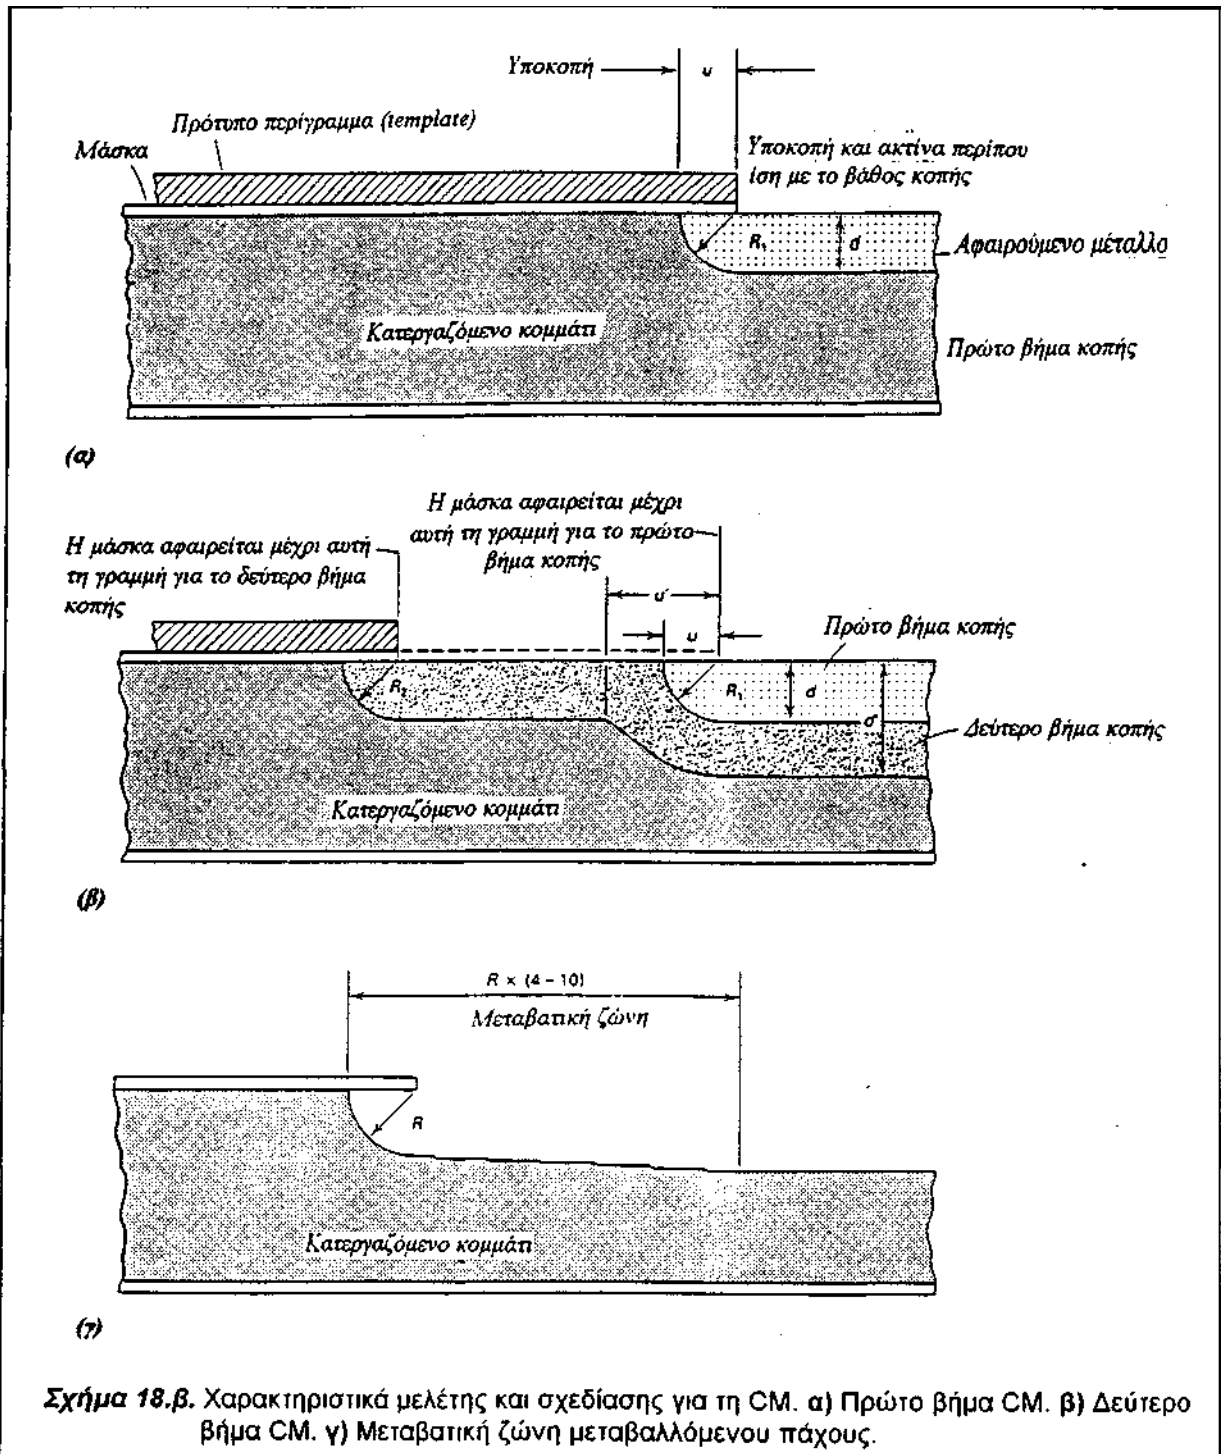 Υποκοπή
u
Πρότυπο περίγραμμα (template)
Μάσκα
Υποκοπή και ακτίνα περίπου
ίση με το βάθος κοπής
R₁
d
Αφαιρούμενο μέταλλο
Κατεργαζόμενο κομμάτι
Πρώτο βήμα κοπής
(α)
Η μάσκα αφαιρείται μέχρι
αυτή τη γραμμή για το πρώτο
βήμα κοπής
Η μάσκα αφαιρείται μέχρι αυτή
τη γραμμή για το δεύτερο βήμα
κοπής
u'
u
Πρώτο βήμα κοπής
R₂
R₁
d
d'
Δεύτερο βήμα κοπής
Κατεργαζόμενο κομμάτι
(β)
R × (4 – 10)
Μεταβατική ζώνη
R
Κατεργαζόμενο κομμάτι
(γ)
Σχήμα 18.β. Χαρακτηριστικά μελέτης και σχεδίασης για τη CM. α) Πρώτο βήμα CM. β) Δεύτερο
βήμα CM. γ) Μεταβατική ζώνη μεταβαλλόμενου πάχους.